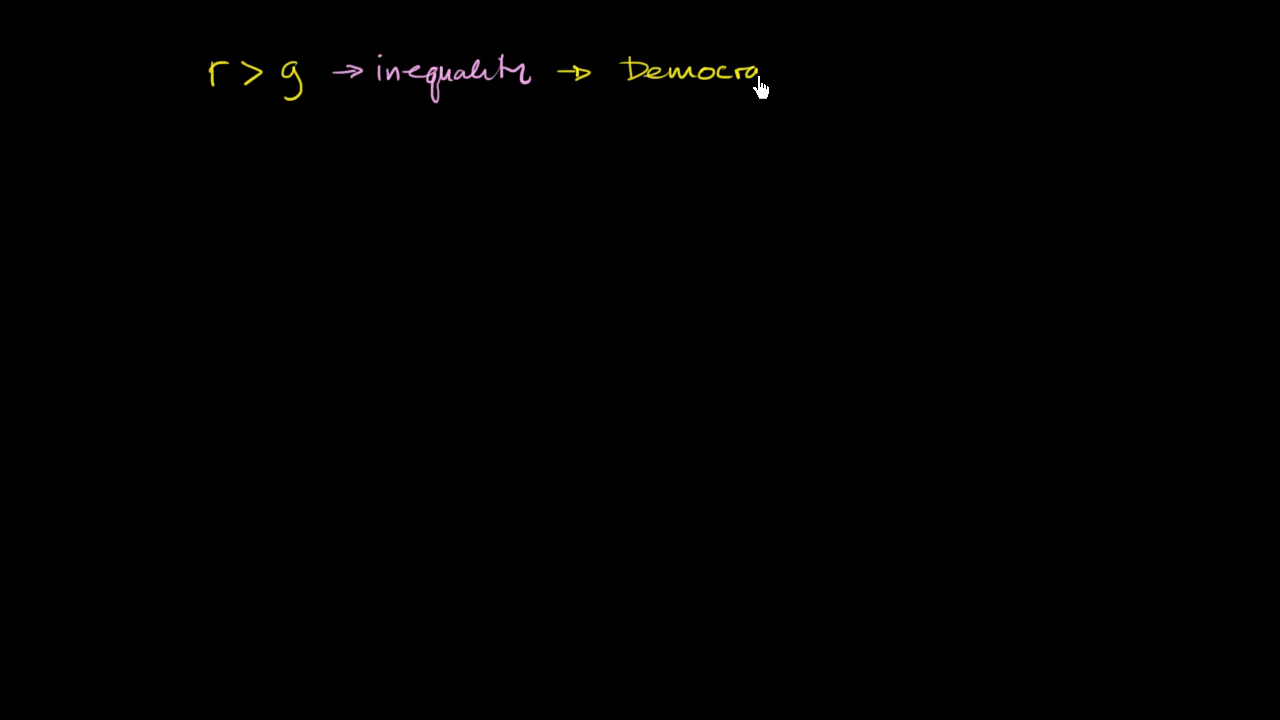 r > g → inequality → Democra